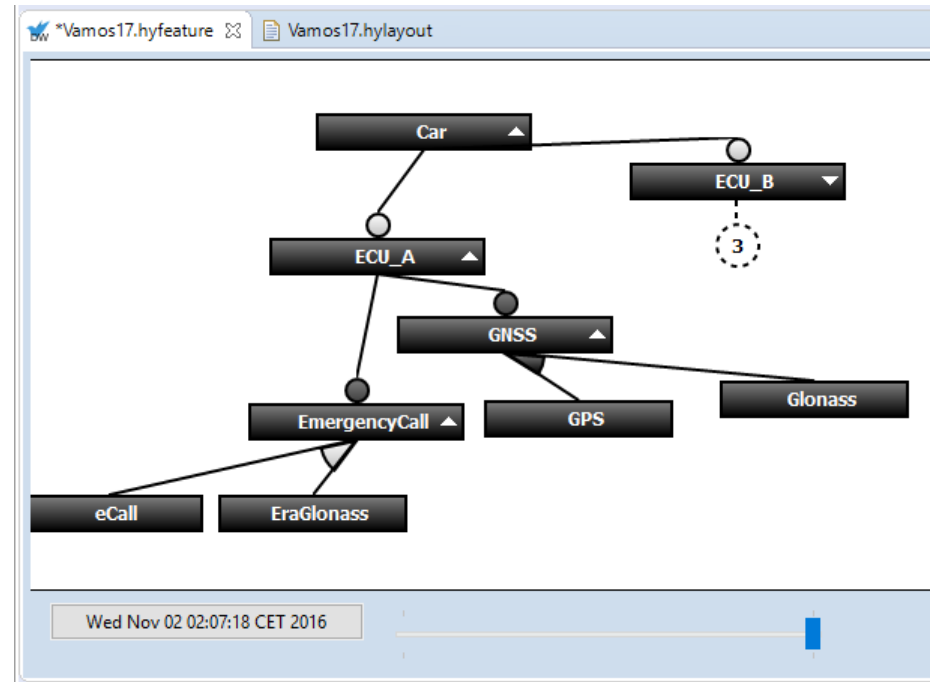 DW *Vamos17.hyfeature Vamos17.hylayout
Car
ECU_B
3
ECU_A
GNSS
Glonass
EmergencyCall GPS
eCall EraGlonass
Wed Nov 02 02:07:18 CET 2016